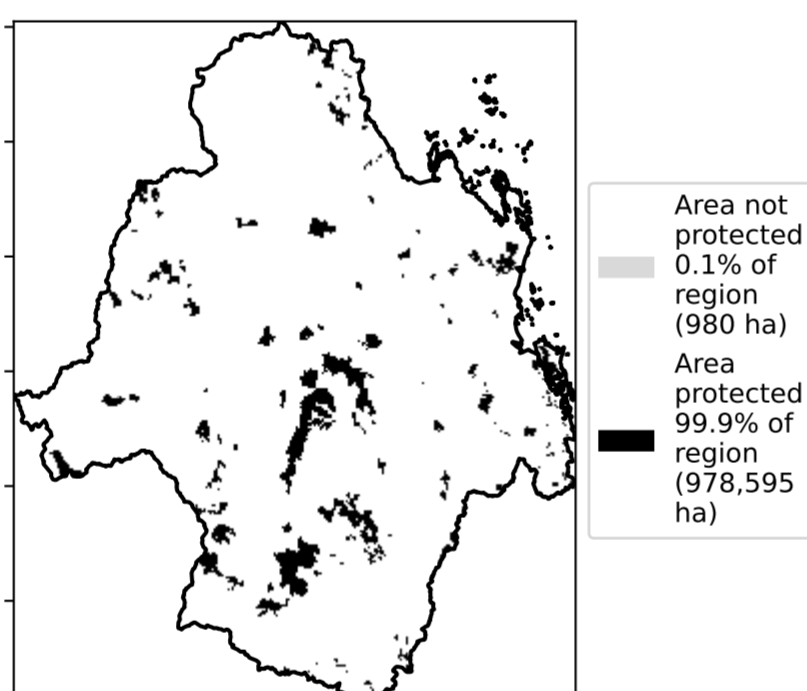 Area not
protected
0.1% of
region
(980 ha)
Area
protected
99.9% of
region
(978,595
ha)